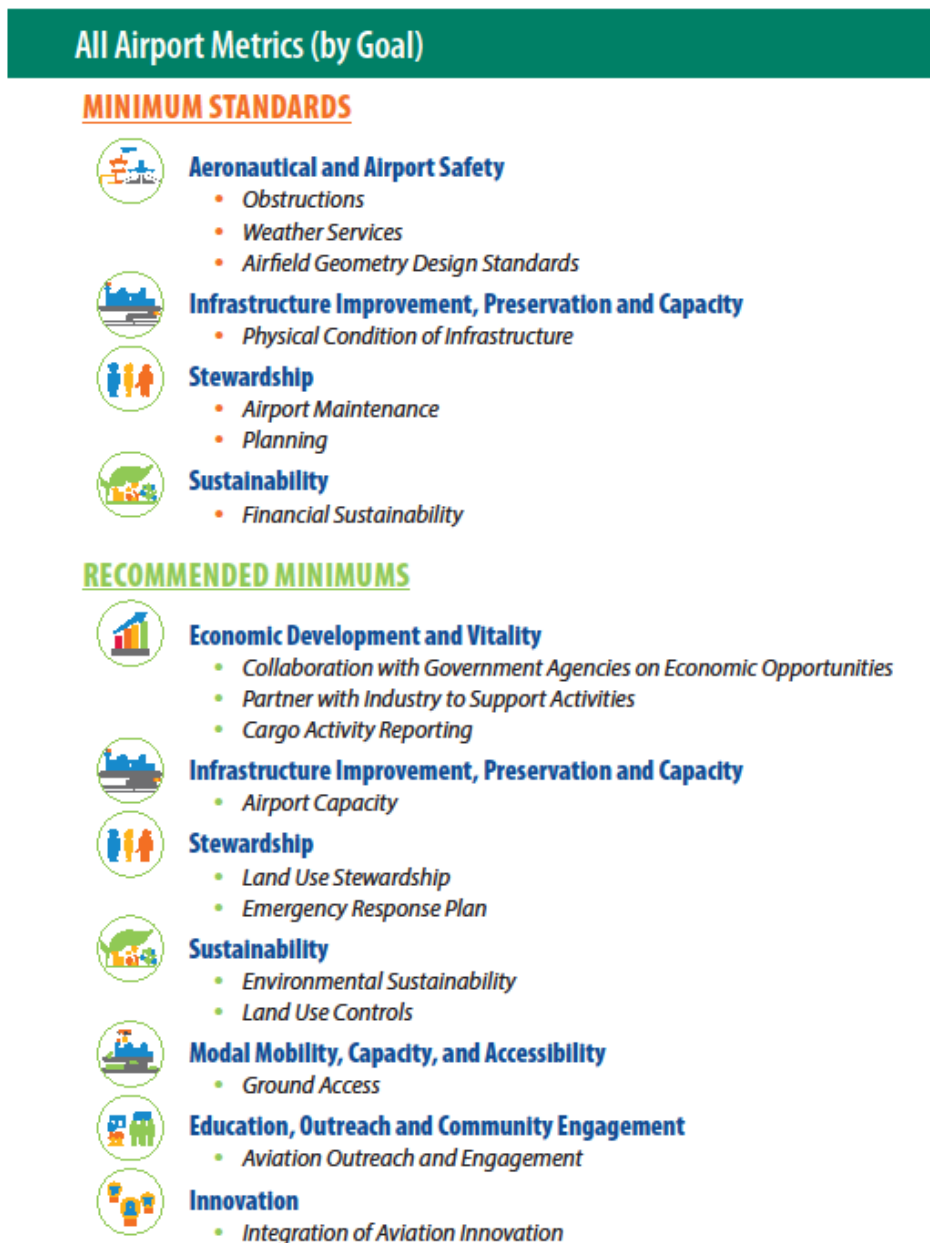 All Airport Metrics (by Goal)
MINIMUM STANDARDS
Aeronautical and Airport Safety
• Obstructions
• Weather Services
• Airfield Geometry Design Standards
Infrastructure Improvement, Preservation and Capacity
• Physical Condition of Infrastructure
Stewardship
• Airport Maintenance
• Planning
Sustainability
• Financial Sustainability
RECOMMENDED MINIMUMS
Economic Development and Vitality
• Collaboration with Government Agencies on Economic Opportunities
• Partner with Industry to Support Activities
• Cargo Activity Reporting
Infrastructure Improvement, Preservation and Capacity
• Airport Capacity
Stewardship
• Land Use Stewardship
• Emergency Response Plan
Sustainability
• Environmental Sustainability
• Land Use Controls
Modal Mobility, Capacity, and Accessibility
• Ground Access
Education, Outreach and Community Engagement
• Aviation Outreach and Engagement
Innovation
• Integration of Aviation Innovation